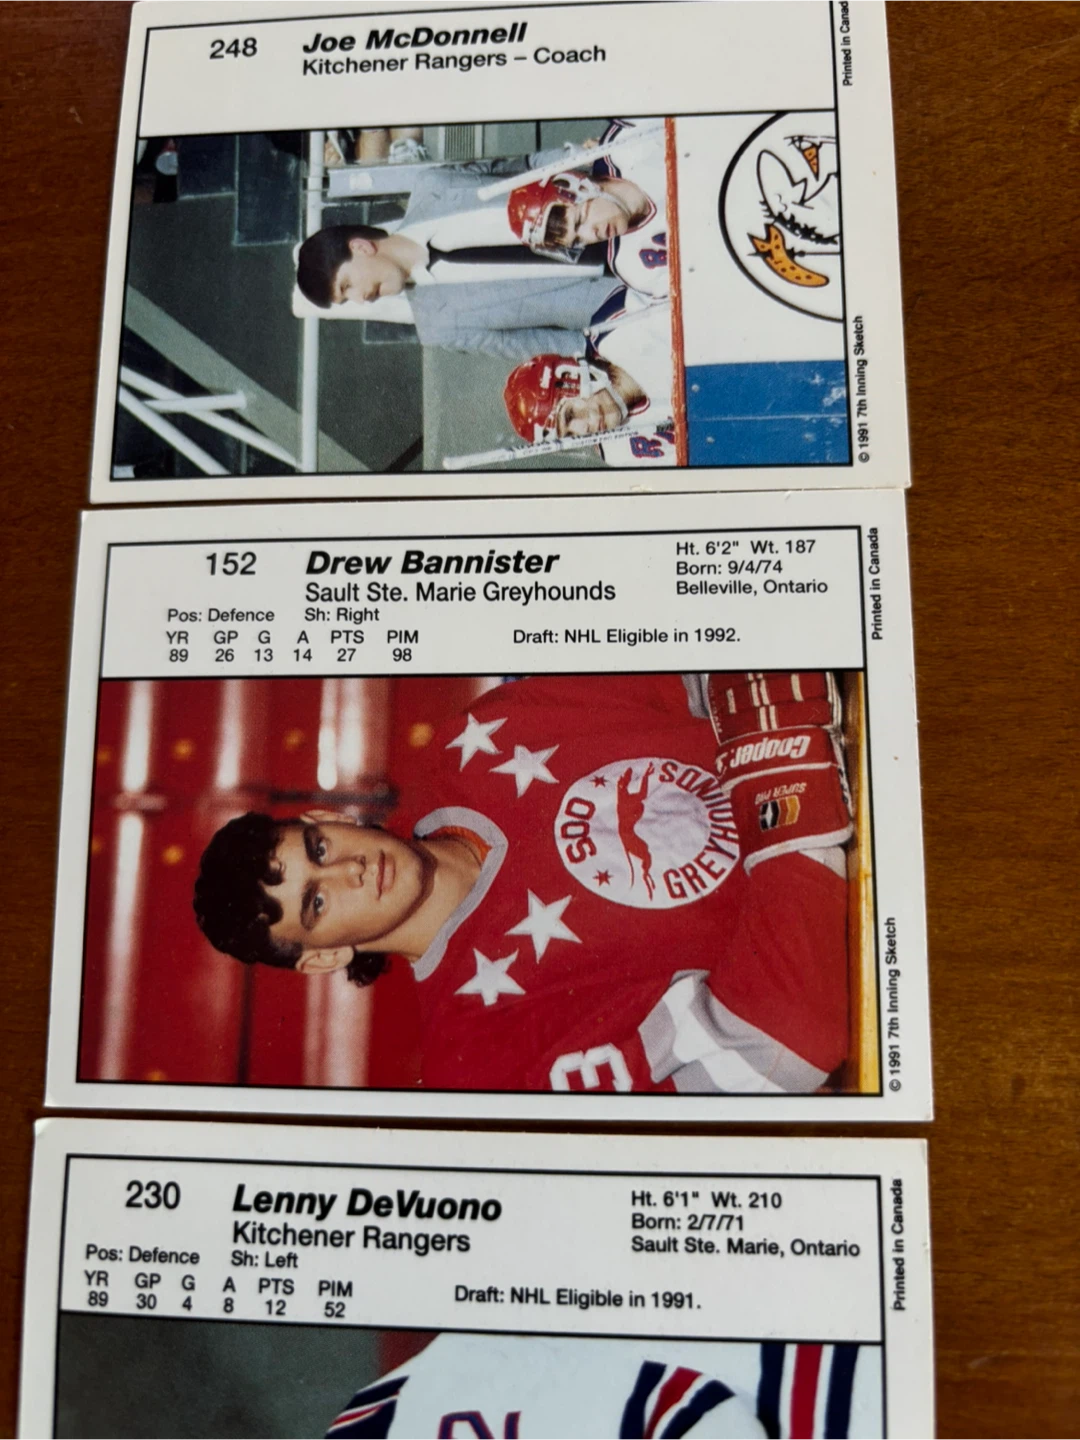 248 Joe McDonnell
Kitchener Rangers – Coach
Printed in Canad
© 1991 7th Inning Sketch
152 Drew Bannister
Sault Ste. Marie Greyhounds
Ht. 6'2" Wt. 187
Born: 9/4/74
Belleville, Ontario
Pos: Defence Sh: Right
YR GP G A PTS PIM
89 26 13 14 27 98
Draft: NHL Eligible in 1992.
Printed in Canada
SOO
GREYHOUNDS
Cooper
SUPER PRO
3
© 1991 7th Inning Sketch
230 Lenny DeVuono
Kitchener Rangers
Ht. 6'1" Wt. 210
Born: 2/7/71
Sault Ste. Marie, Ontario
Pos: Defence Sh: Left
YR GP G A PTS PIM
89 30 4 8 12 52
Draft: NHL Eligible in 1991.
Printed in Canada